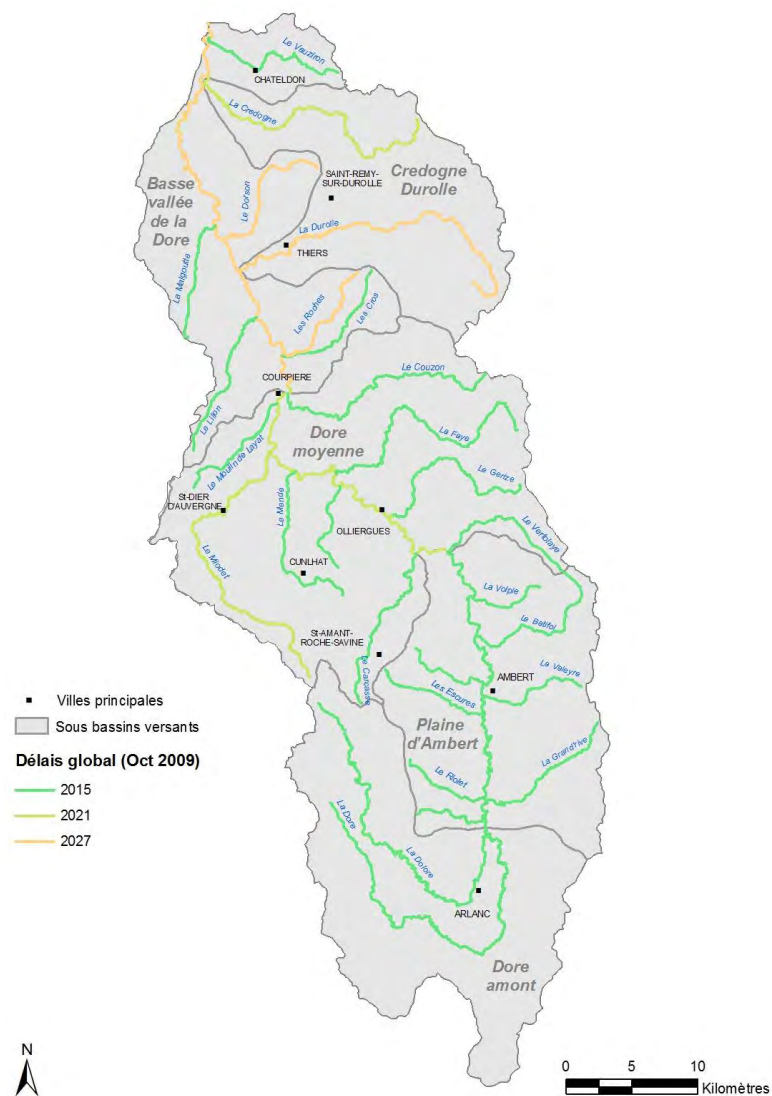 Le Vauziron
CHATELDON
La Credogne
SAINT-REMY-
SUR-DUROLLE
Credogne
Durolle
Basse
vallée
de la
Dore
Le Dorson
La Durolle
THIERS
La Malgoutte
Les Roches
Les Cros
COURPIERE
Le Couzon
Le Lilion
Dore
moyenne
La Faye
Le Moulin de Layat
Le Gerize
St-DIER
D'AUVERGNE
Le Mende
OLLIERGUES
Le Vertolaye
Le Miodet
CUNLHAT
La Volpie
Le Batifol
St-AMANT-
ROCHE-SAVINE
Le Carcasse
Le Valeyre
AMBERT
Les Escures
Villes principales
Sous bassins versants
Plaine
d'Ambert
La Grand'rive
Délais global (Oct 2009)
Le Riolet
2015
La Dore
2021
2027
La Dolore
ARLANC
Dore
amont
N
0 5 10
Kilomètres